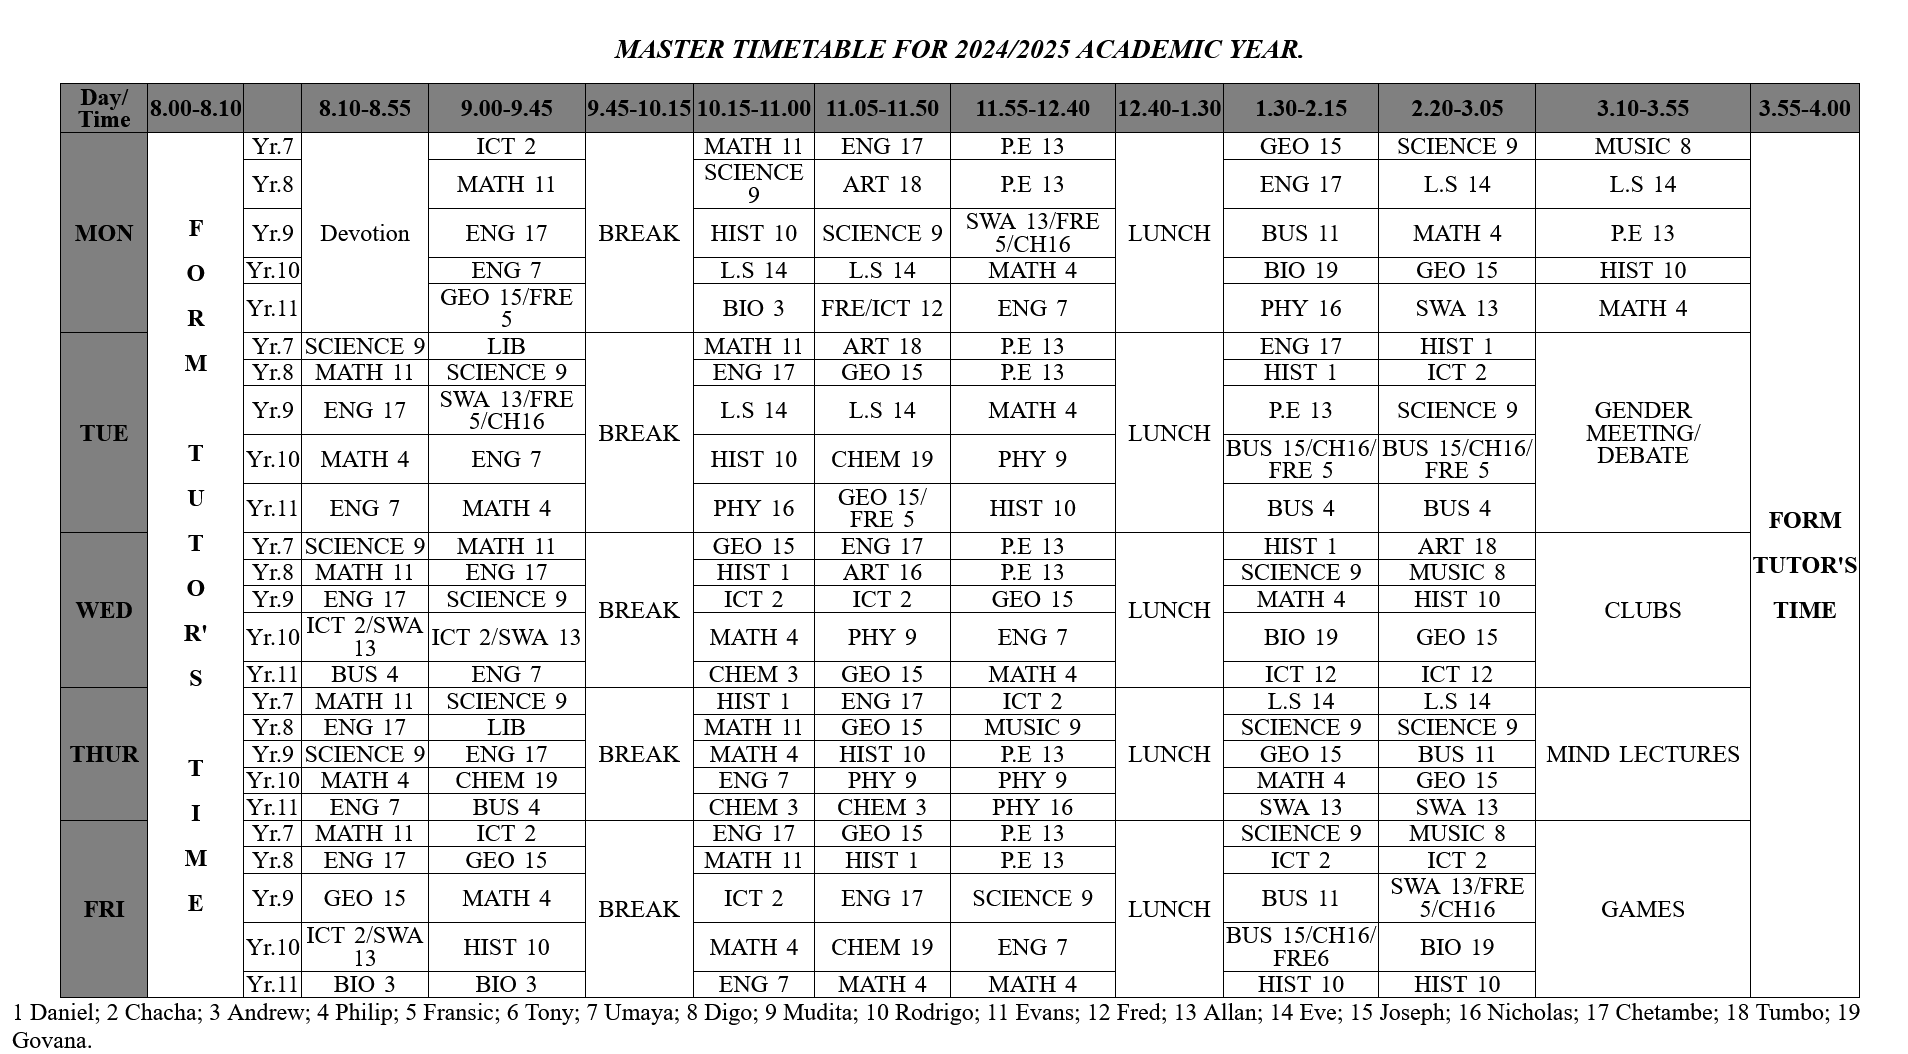 MASTER TIMETABLE FOR 2024/2025 ACADEMIC YEAR.
Day/ Time 8.00-8.10 8.10-8.55 9.00-9.45 9.45-10.15 10.15-11.00 11.05-11.50 11.55-12.40 12.40-1.30 1.30-2.15 2.20-3.05 3.10-3.55 3.55-4.00
FORM TUTOR'S TIME
MON
Devotion
BREAK
LUNCH
Yr.7 ICT 2 MATH 11 ENG 17 P.E 13 GEO 15 SCIENCE 9 MUSIC 8
Yr.8 MATH 11 SCIENCE 9 ART 18 P.E 13 ENG 17 L.S 14 L.S 14
Yr.9 ENG 17 HIST 10 SCIENCE 9 SWA 13/FRE 5/CH16 BUS 11 MATH 4 P.E 13
Yr.10 ENG 7 L.S 14 L.S 14 MATH 4 BIO 19 GEO 15 HIST 10
Yr.11 GEO 15/FRE 5 BIO 3 FRE/ICT 12 ENG 7 PHY 16 SWA 13 MATH 4
TUE
BREAK
LUNCH
GENDER MEETING/ DEBATE
Yr.7 SCIENCE 9 LIB MATH 11 ART 18 P.E 13 ENG 17 HIST 1
Yr.8 MATH 11 SCIENCE 9 ENG 17 GEO 15 P.E 13 HIST 1 ICT 2
Yr.9 ENG 17 SWA 13/FRE 5/CH16 L.S 14 L.S 14 MATH 4 P.E 13 SCIENCE 9
Yr.10 MATH 4 ENG 7 HIST 10 CHEM 19 PHY 9 BUS 15/CH16/ FRE 5 BUS 15/CH16/ FRE 5
Yr.11 ENG 7 MATH 4 PHY 16 GEO 15/ FRE 5 HIST 10 BUS 4 BUS 4
WED
BREAK
LUNCH
CLUBS
Yr.7 SCIENCE 9 MATH 11 GEO 15 ENG 17 P.E 13 HIST 1 ART 18
Yr.8 MATH 11 ENG 17 HIST 1 ART 16 P.E 13 SCIENCE 9 MUSIC 8
Yr.9 ENG 17 SCIENCE 9 ICT 2 ICT 2 GEO 15 MATH 4 HIST 10
Yr.10 ICT 2/SWA 13 ICT 2/SWA 13 MATH 4 PHY 9 ENG 7 BIO 19 GEO 15
Yr.11 BUS 4 ENG 7 CHEM 3 GEO 15 MATH 4 ICT 12 ICT 12
THUR
BREAK
LUNCH
MIND LECTURES
Yr.7 MATH 11 SCIENCE 9 HIST 1 ENG 17 ICT 2 L.S 14 L.S 14
Yr.8 ENG 17 LIB MATH 11 GEO 15 MUSIC 9 SCIENCE 9 SCIENCE 9
Yr.9 SCIENCE 9 ENG 17 MATH 4 HIST 10 P.E 13 GEO 15 BUS 11
Yr.10 MATH 4 CHEM 19 ENG 7 PHY 9 PHY 9 MATH 4 GEO 15
Yr.11 ENG 7 BUS 4 CHEM 3 CHEM 3 PHY 16 SWA 13 SWA 13
FRI
BREAK
LUNCH
GAMES
Yr.7 MATH 11 ICT 2 ENG 17 GEO 15 P.E 13 SCIENCE 9 MUSIC 8
Yr.8 ENG 17 GEO 15 MATH 11 HIST 1 P.E 13 ICT 2 ICT 2
Yr.9 GEO 15 MATH 4 ICT 2 ENG 17 SCIENCE 9 BUS 11 SWA 13/FRE 5/CH16
Yr.10 ICT 2/SWA 13 HIST 10 MATH 4 CHEM 19 ENG 7 BUS 15/CH16/ FRE6 BIO 19
Yr.11 BIO 3 BIO 3 ENG 7 MATH 4 MATH 4 HIST 10 HIST 10
FORM
TUTOR'S
TIME
1 Daniel; 2 Chacha; 3 Andrew; 4 Philip; 5 Fransic; 6 Tony; 7 Umaya; 8 Digo; 9 Mudita; 10 Rodrigo; 11 Evans; 12 Fred; 13 Allan; 14 Eve; 15 Joseph; 16 Nicholas; 17 Chetambe; 18 Tumbo; 19
Govana.